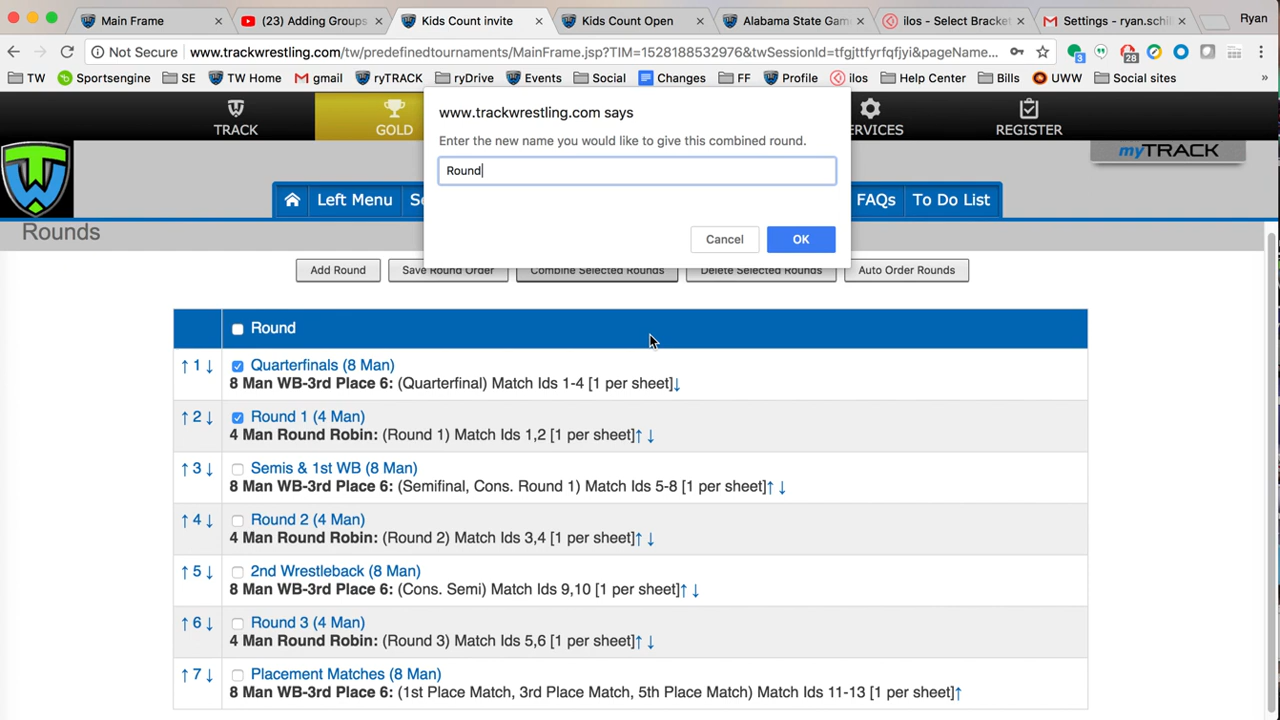 Main Frame
(23) Adding Groups
Kids Count invite
Kids Count Open
Alabama State Gam
ilos - Select Bracket
Settings - ryan.schil
Ryan
Not Secure
www.trackwrestling.com/tw/predefinedtournaments/MainFrame.jsp?TIM=1528188532976&twSessionId=tfgjttfyrfqfjyi&pageName...
3
28
TW
Sportsengine
SE
TW Home
gmail
ryTRACK
ryDrive
Events
Social
Changes
FF
Profile
ilos
Help Center
Bills
UWW
Social sites
»
TRACK
GOLD
ERVICES
REGISTER
myTRACK
www.trackwrestling.com says
Enter the new name you would like to give this combined round.
Round
Cancel
OK
Left Menu
Se
FAQs
To Do List
Rounds
Add Round
Save Round Order
Combine Selected Rounds
Delete Selected Rounds
Auto Order Rounds
Round
↑ 1 ↓ Quarterfinals (8 Man)
8 Man WB-3rd Place 6: (Quarterfinal) Match Ids 1-4 [1 per sheet]↓
↑ 2 ↓ Round 1 (4 Man)
4 Man Round Robin: (Round 1) Match Ids 1,2 [1 per sheet]↑ ↓
↑ 3 ↓ Semis & 1st WB (8 Man)
8 Man WB-3rd Place 6: (Semifinal, Cons. Round 1) Match Ids 5-8 [1 per sheet]↑ ↓
↑ 4 ↓ Round 2 (4 Man)
4 Man Round Robin: (Round 2) Match Ids 3,4 [1 per sheet]↑ ↓
↑ 5 ↓ 2nd Wrestleback (8 Man)
8 Man WB-3rd Place 6: (Cons. Semi) Match Ids 9,10 [1 per sheet]↑ ↓
↑ 6 ↓ Round 3 (4 Man)
4 Man Round Robin: (Round 3) Match Ids 5,6 [1 per sheet]↑ ↓
↑ 7 ↓ Placement Matches (8 Man)
8 Man WB-3rd Place 6: (1st Place Match, 3rd Place Match, 5th Place Match) Match Ids 11-13 [1 per sheet]↑